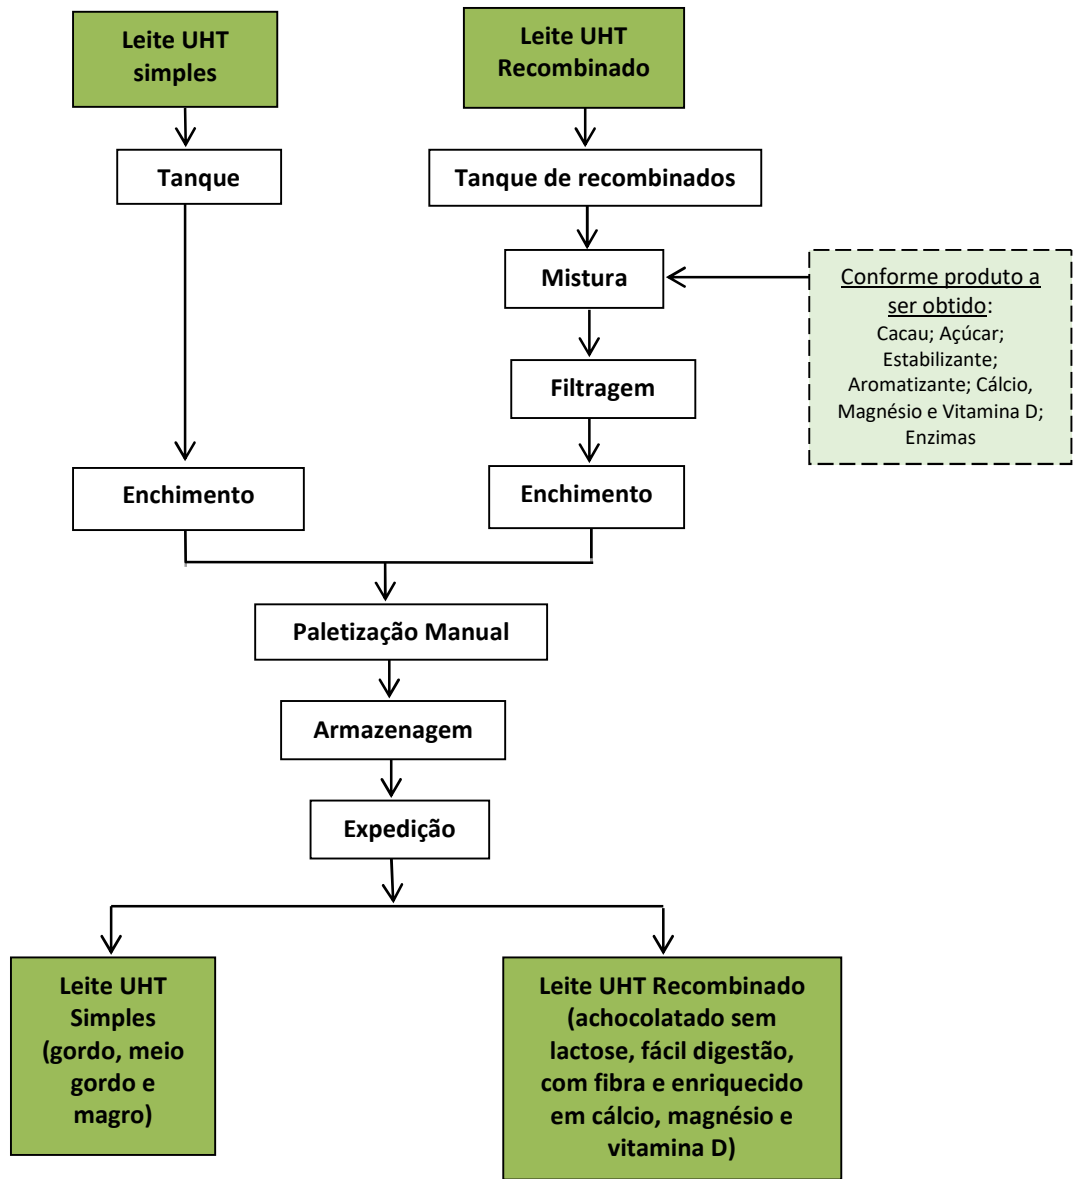 Leite UHT
simples
Leite UHT
Recombinado
Tanque
Tanque de recombinados
Mistura
Conforme produto a
ser obtido:
Cacau; Açúcar;
Estabilizante;
Aromatizante; Cálcio,
Magnésio e Vitamina D;
Enzimas
Filtragem
Enchimento
Enchimento
Paletização Manual
Armazenagem
Expedição
Leite UHT
Simples
(gordo, meio
gordo e
magro)
Leite UHT Recombinado
(achocolatado sem
lactose, fácil digestão,
com fibra e enriquecido
em cálcio, magnésio e
vitamina D)